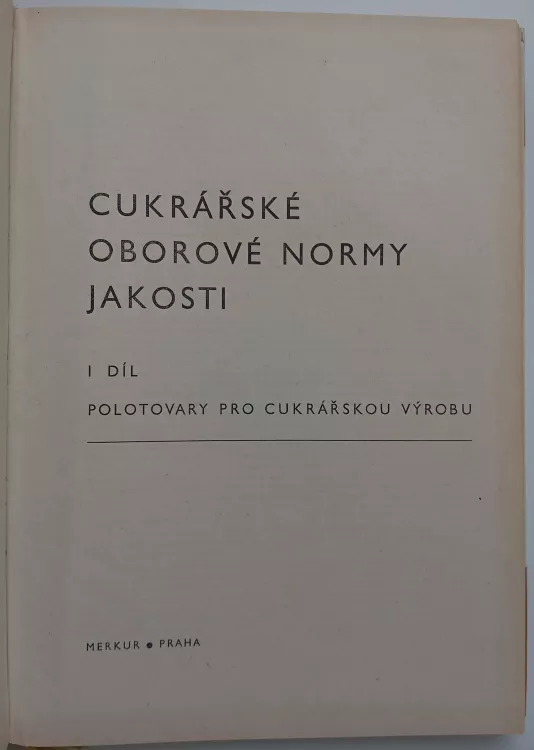 CUKRÁŘSKÉ
OBOROVÉ NORMY
JAKOSTI
I DÍL
POLOTOVARY PRO CUKRÁŘSKOU VÝROBU
MERKUR ● PRAHA